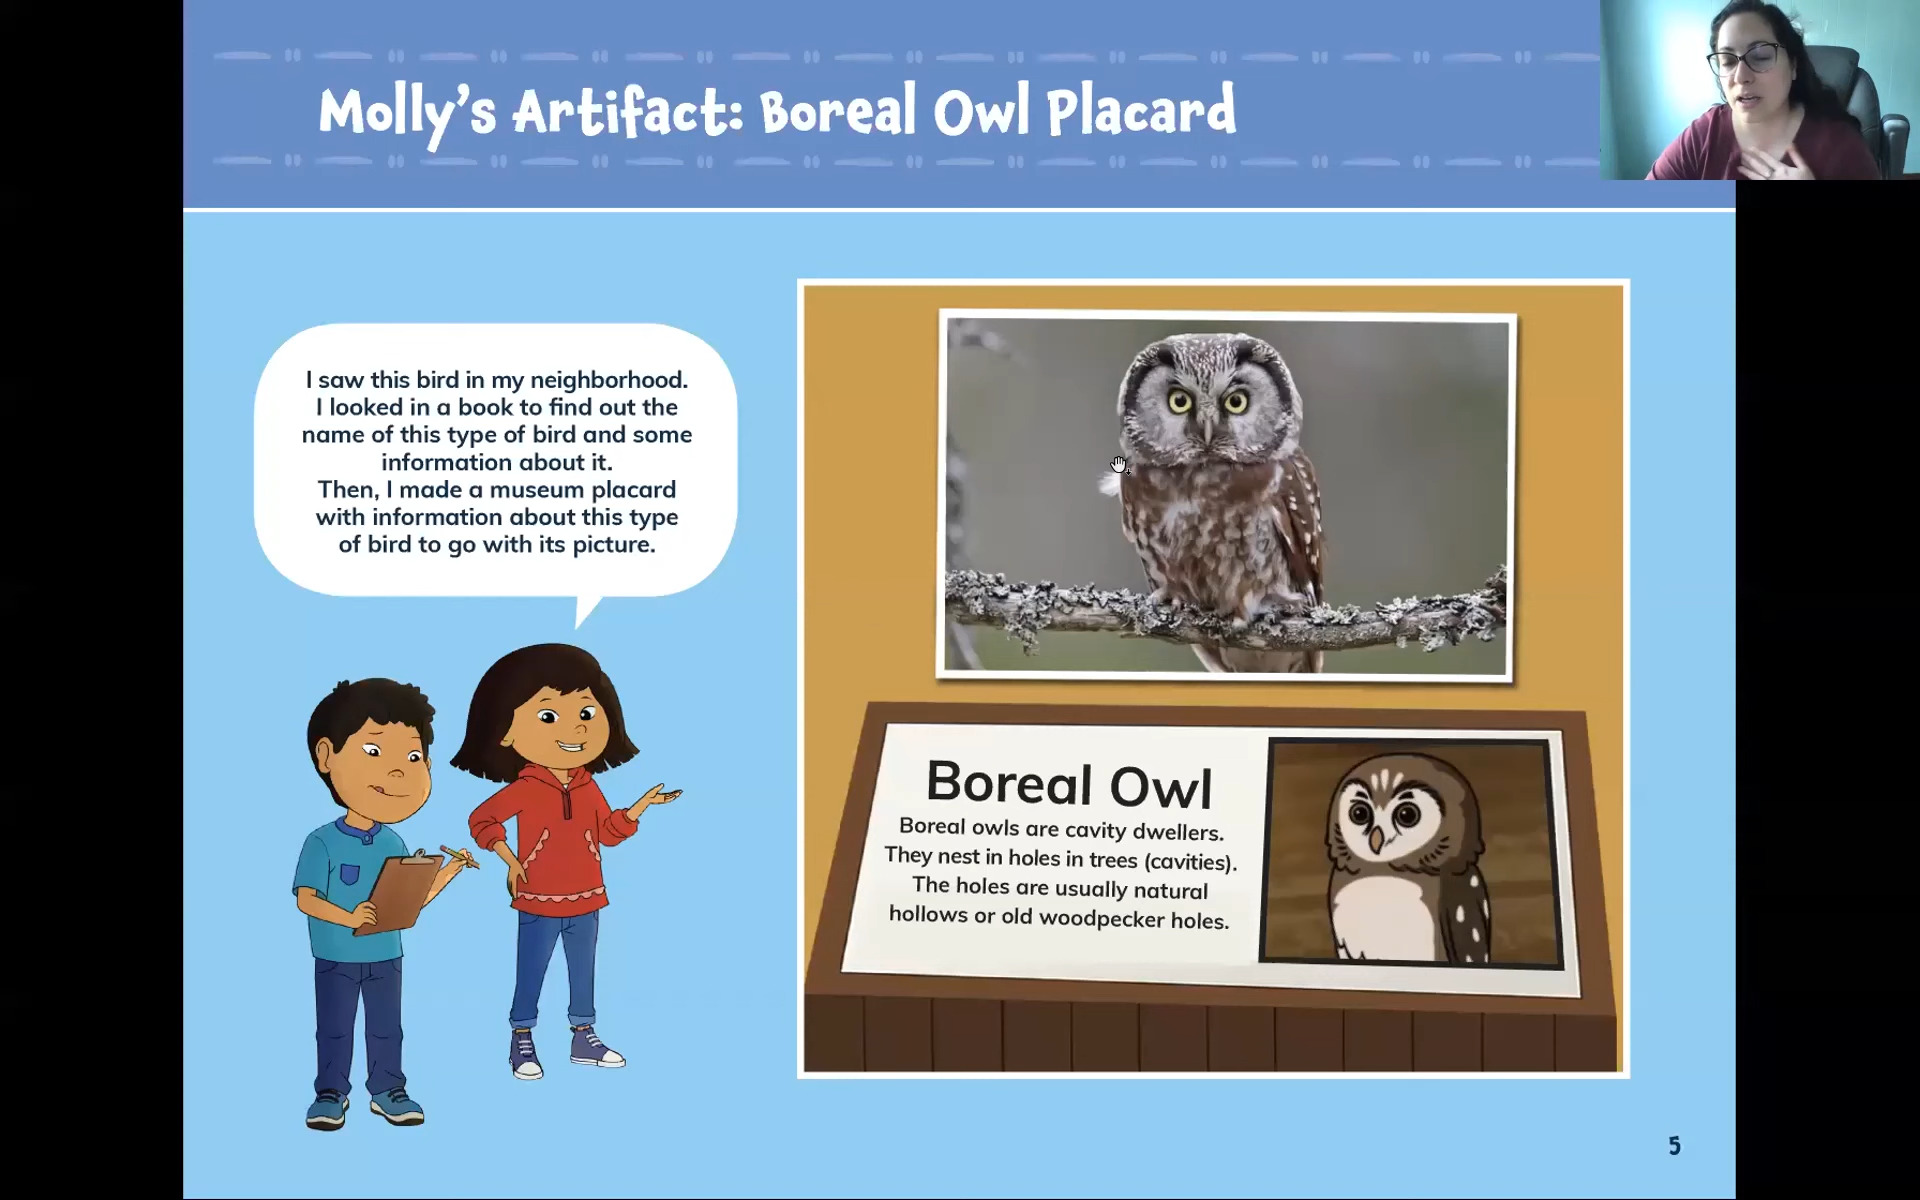 Molly's Artifact: Boreal Owl Placard
I saw this bird in my neighborhood.
I looked in a book to find out the
name of this type of bird and some
information about it.
Then, I made a museum placard
with information about this type
of bird to go with its picture.
Boreal Owl
Boreal owls are cavity dwellers.
They nest in holes in trees (cavities).
The holes are usually natural
hollows or old woodpecker holes.
5